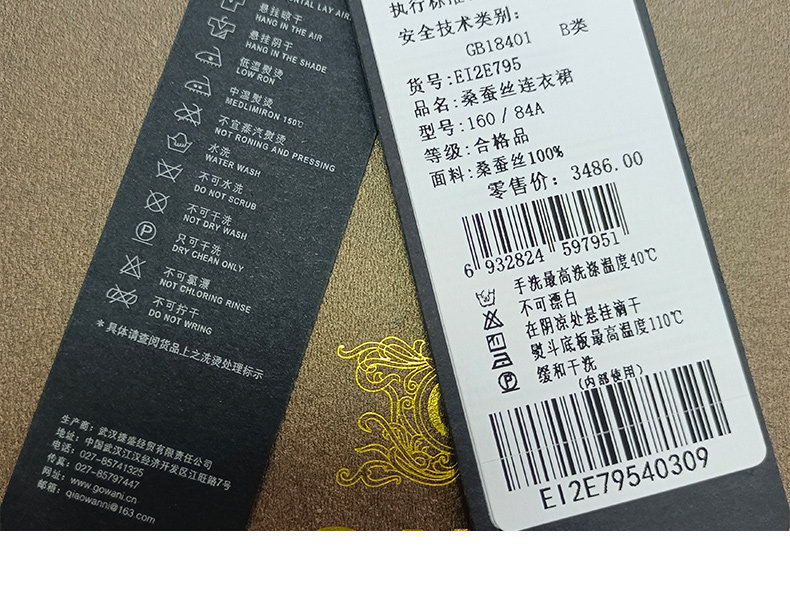 NTAL LAY AIR
悬挂晾干
HANG IN THE AIR
悬挂阴干
HANG IN THE SHADE
低温熨烫
LOW RON
中温熨烫
MEDLIMIRON 150℃
不宜蒸汽熨烫
NOT RONING AND PRESSING
水洗
WATER WASH
不可水洗
DO NOT SCRUB
不可干洗
NOT DRY WASH
只可干洗
DRY CHEAN ONLY
不可氯漂
NOT CHLORING RINSE
不可拧干
DO NOT WRING
*具体请查阅货品上之洗烫处理标示
生产商：武汉媛盛经贸有限责任公司
地址：中国武汉江汉经济开发区江旺路7号
电话：027-85741325
传真：027-85797447
网址：www.gowani.cn
邮箱：qiaowanni@163.com
执行标准
安全技术类别：
GB18401 B类
货号：EI2E795
品名：桑蚕丝连衣裙
型号：160/84A
等级：合格品
面料：桑蚕丝100%
零售价：3486.00
6 932824 597951
手洗最高洗涤温度40℃
不可漂白
在阴凉处悬挂滴干
熨斗底板最高温度110℃
缓和干洗
(内部使用)
EI2E79540309